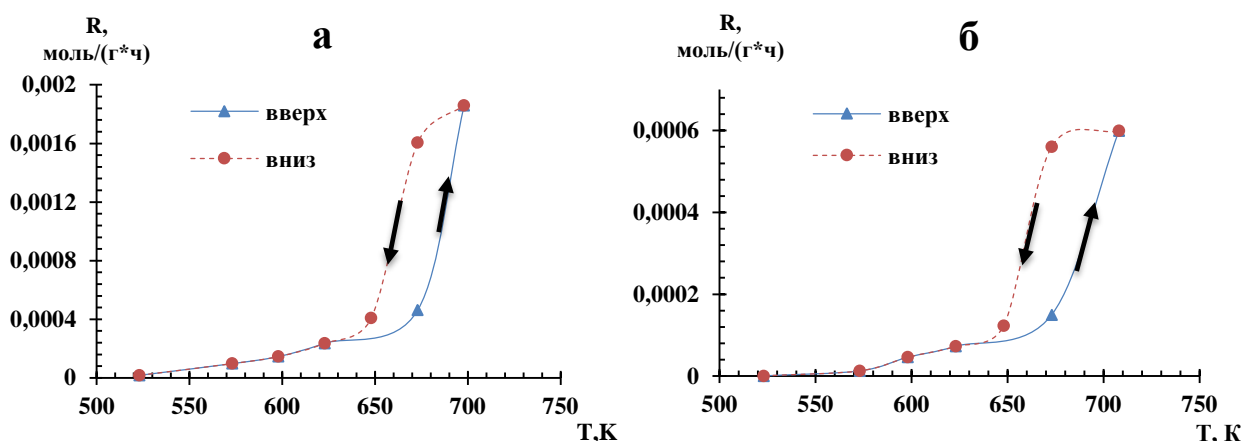 R,
моль/(г*ч)
а
0,002
0,0016
0,0012
0,0008
0,0004
0
вверх
вниз
500
550
600
650
700
750
T,K
R,
моль/(г*ч)
б
0,0006
0,0004
0,0002
0
вверх
вниз
500
550
600
650
700
750
T, К